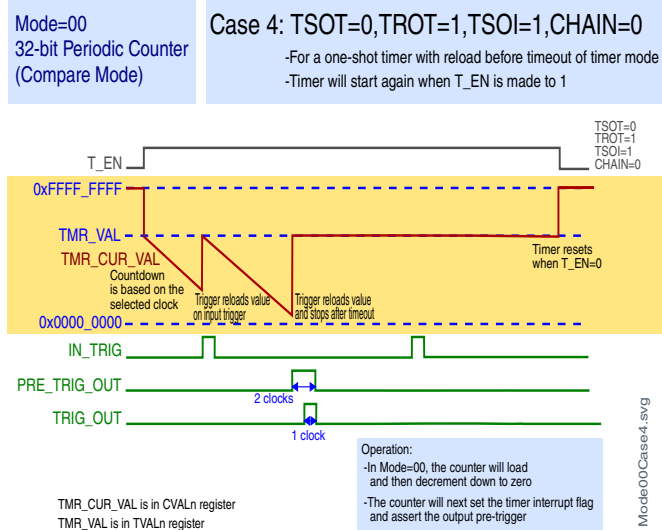 Mode=00
32-bit Periodic Counter
(Compare Mode)
Case 4: TSOT=0,TROT=1,TSOI=1,CHAIN=0
-For a one-shot timer with reload before timeout of timer mode
-Timer will start again when T_EN is made to 1
TSOT=0
TROT=1
TSOI=1
CHAIN=0
T_EN
0xFFFF_FFFF
TMR_VAL
TMR_CUR_VAL
Countdown
is based on the
selected clock
Trigger reloads value
on input trigger
Trigger reloads value
and stops after timeout
Timer resets
when T_EN=0
0x0000_0000
IN_TRIG
PRE_TRIG_OUT
2 clocks
TRIG_OUT
1 clock
Operation:
-In Mode=00, the counter will load
and then decrement down to zero
-The counter will next set the timer interrupt flag
and assert the output pre-trigger
TMR_CUR_VAL is in CVALn register
TMR_VAL is in TVALn register
Mode00Case4.svg